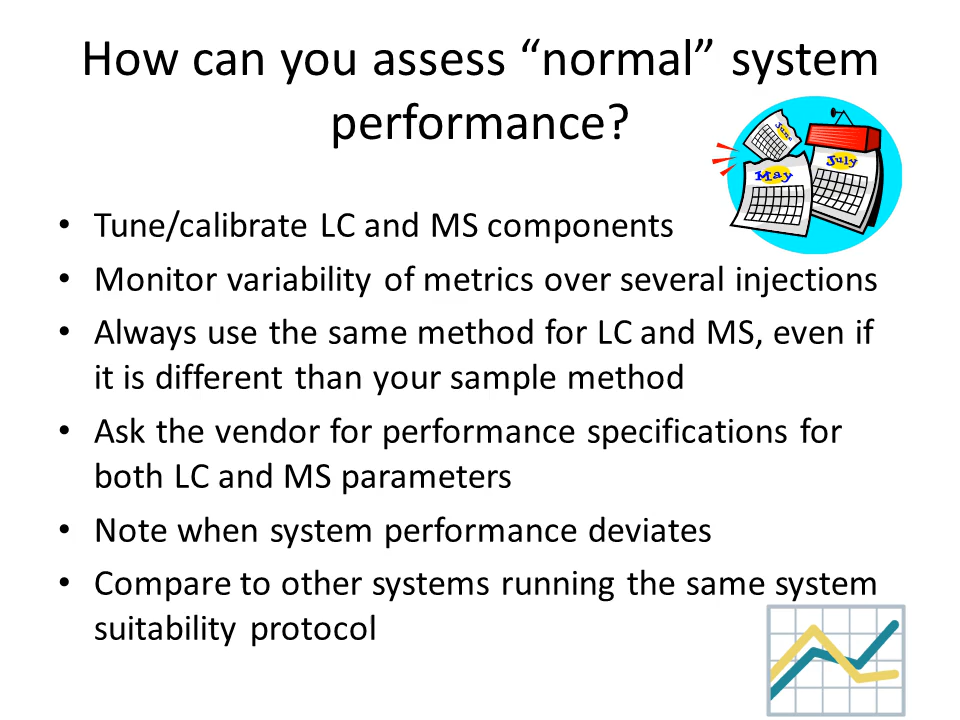 How can you assess “normal” system
performance?
June
May
July
• Tune/calibrate LC and MS components
• Monitor variability of metrics over several injections
• Always use the same method for LC and MS, even if
it is different than your sample method
• Ask the vendor for performance specifications for
both LC and MS parameters
• Note when system performance deviates
• Compare to other systems running the same system
suitability protocol